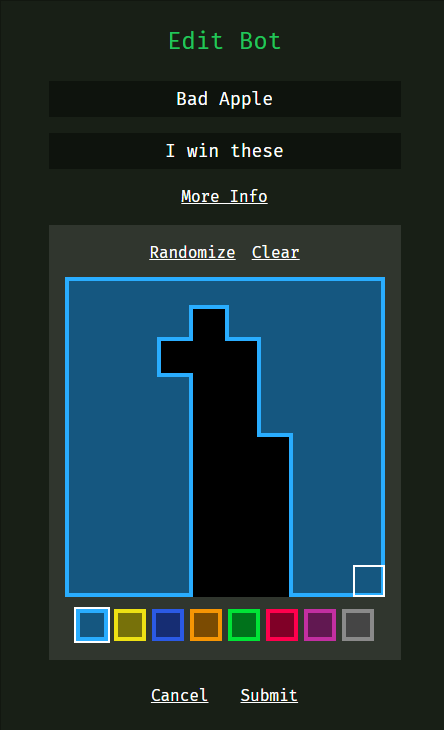 Edit Bot
Bad Apple
I win these
More Info
Randomize Clear
Cancel Submit